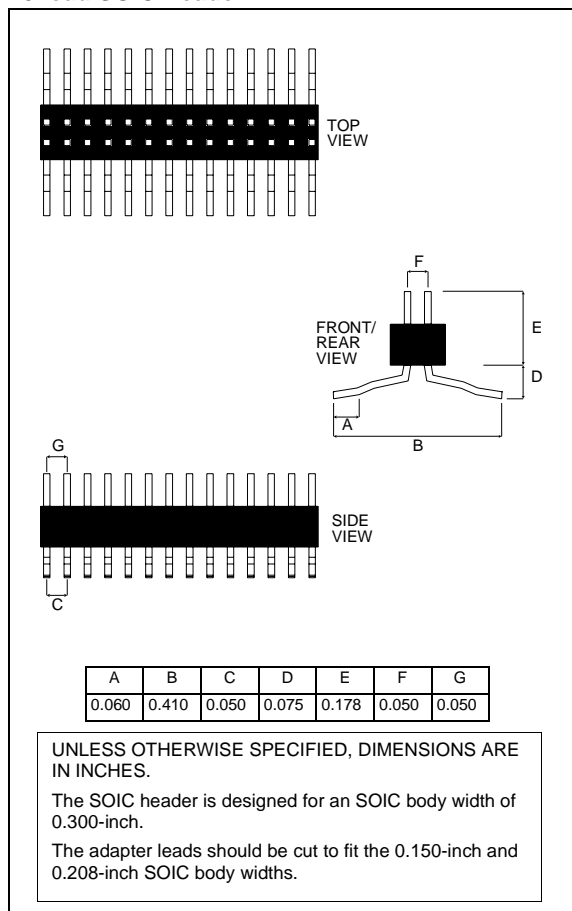 TOP
VIEW
F
FRONT/
REAR
VIEW
E
D
A
B
G
SIDE
VIEW
C
A B C D E F G
0.060 0.410 0.050 0.075 0.178 0.050 0.050
UNLESS OTHERWISE SPECIFIED, DIMENSIONS ARE
IN INCHES.
The SOIC header is designed for an SOIC body width of
0.300-inch.
The adapter leads should be cut to fit the 0.150-inch and
0.208-inch SOIC body widths.